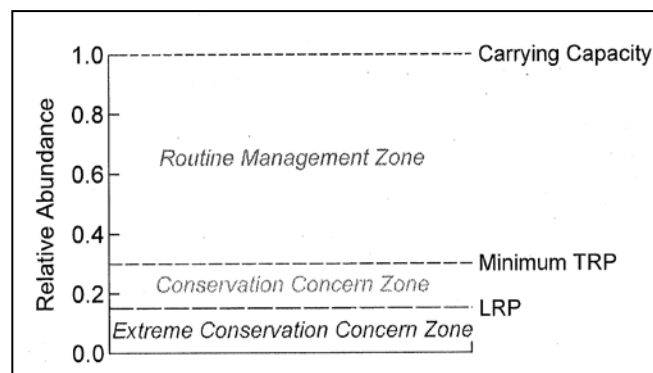 Relative Abundance
1.0
0.8
0.6
0.4
0.2
0.0
Carrying Capacity
Routine Management Zone
Minimum TRP
Conservation Concern Zone
LRP
Extreme Conservation Concern Zone